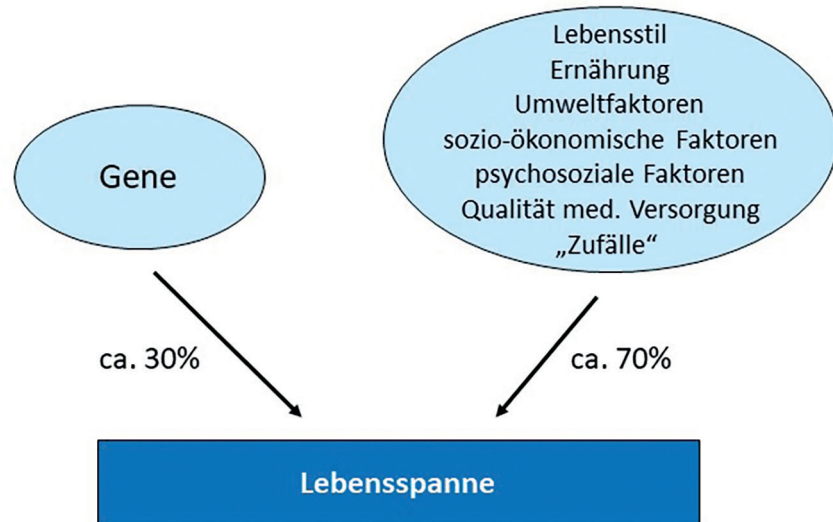 Gene
Lebensstil
Ernährung
Umweltfaktoren
sozio-ökonomische Faktoren
psychosoziale Faktoren
Qualität med. Versorgung
„Zufälle“
ca. 30%
ca. 70%
Lebensspanne